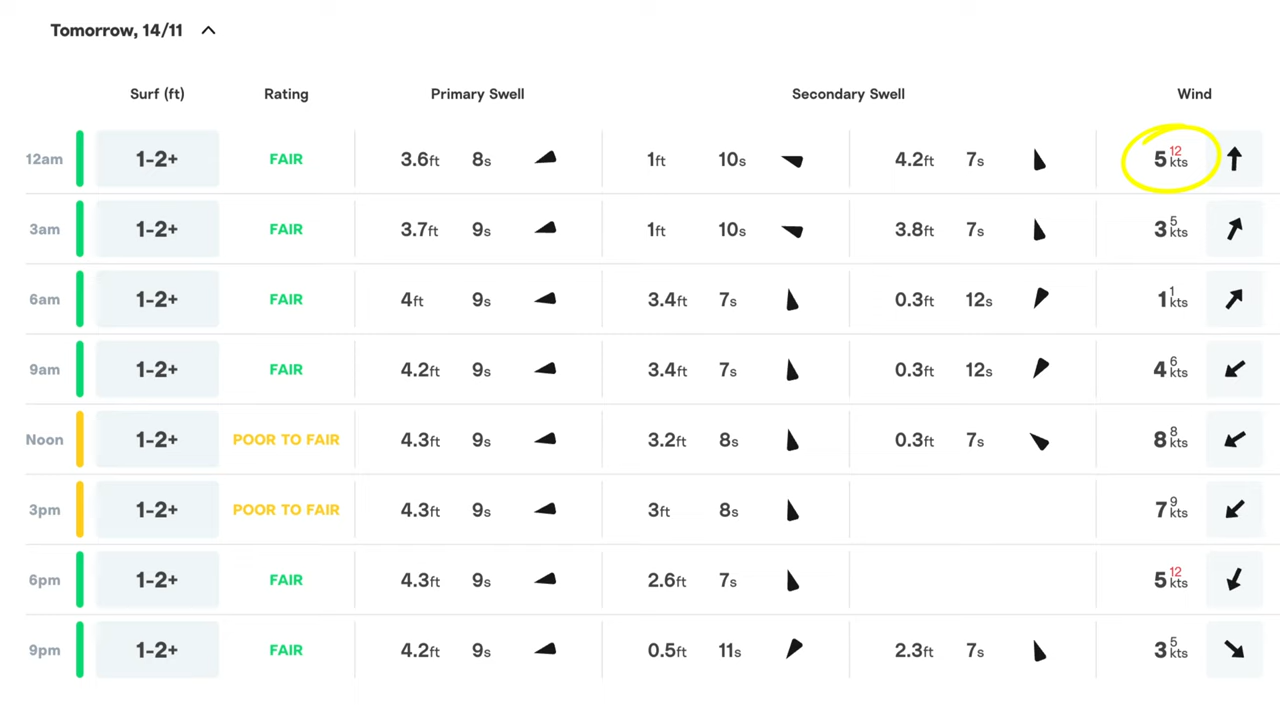 Tomorrow, 14/11
Surf (ft) Rating Primary Swell Secondary Swell Wind
12am 1-2+ FAIR 3.6ft 8s 1ft 10s 4.2ft 7s 5 12 kts
3am 1-2+ FAIR 3.7ft 9s 1ft 10s 3.8ft 7s 3 5 kts
6am 1-2+ FAIR 4ft 9s 3.4ft 7s 0.3ft 12s 1 1 kts
9am 1-2+ FAIR 4.2ft 9s 3.4ft 7s 0.3ft 12s 4 6 kts
Noon 1-2+ POOR TO FAIR 4.3ft 9s 3.2ft 8s 0.3ft 7s 8 8 kts
3pm 1-2+ POOR TO FAIR 4.3ft 9s 3ft 8s 7 9 kts
6pm 1-2+ FAIR 4.3ft 9s 2.6ft 7s 5 12 kts
9pm 1-2+ FAIR 4.2ft 9s 0.5ft 11s 2.3ft 7s 3 5 kts